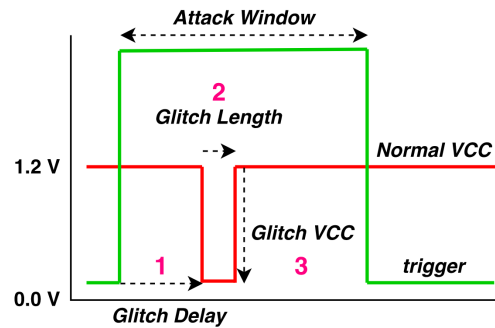 Attack Window
2
Glitch Length
Normal VCC
1.2 V
Glitch VCC
1
3
trigger
0.0 V
Glitch Delay